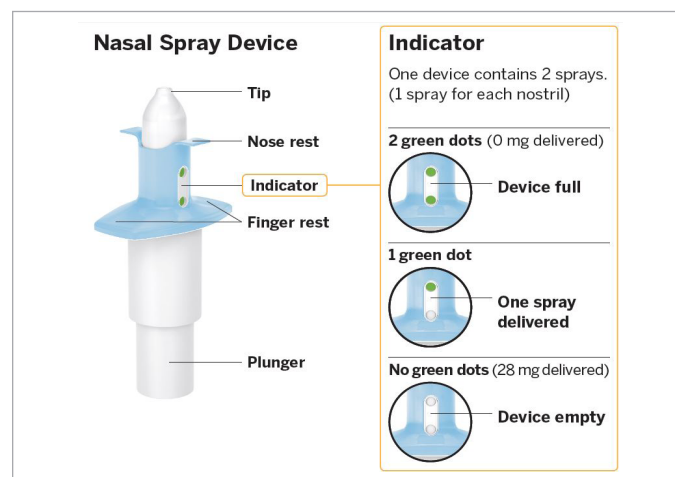 Nasal Spray Device
Tip
Nose rest
Indicator
Finger rest
Plunger
Indicator
One device contains 2 sprays.
(1 spray for each nostril)
2 green dots (0 mg delivered)
Device full
1 green dot
One spray
delivered
No green dots (28 mg delivered)
Device empty